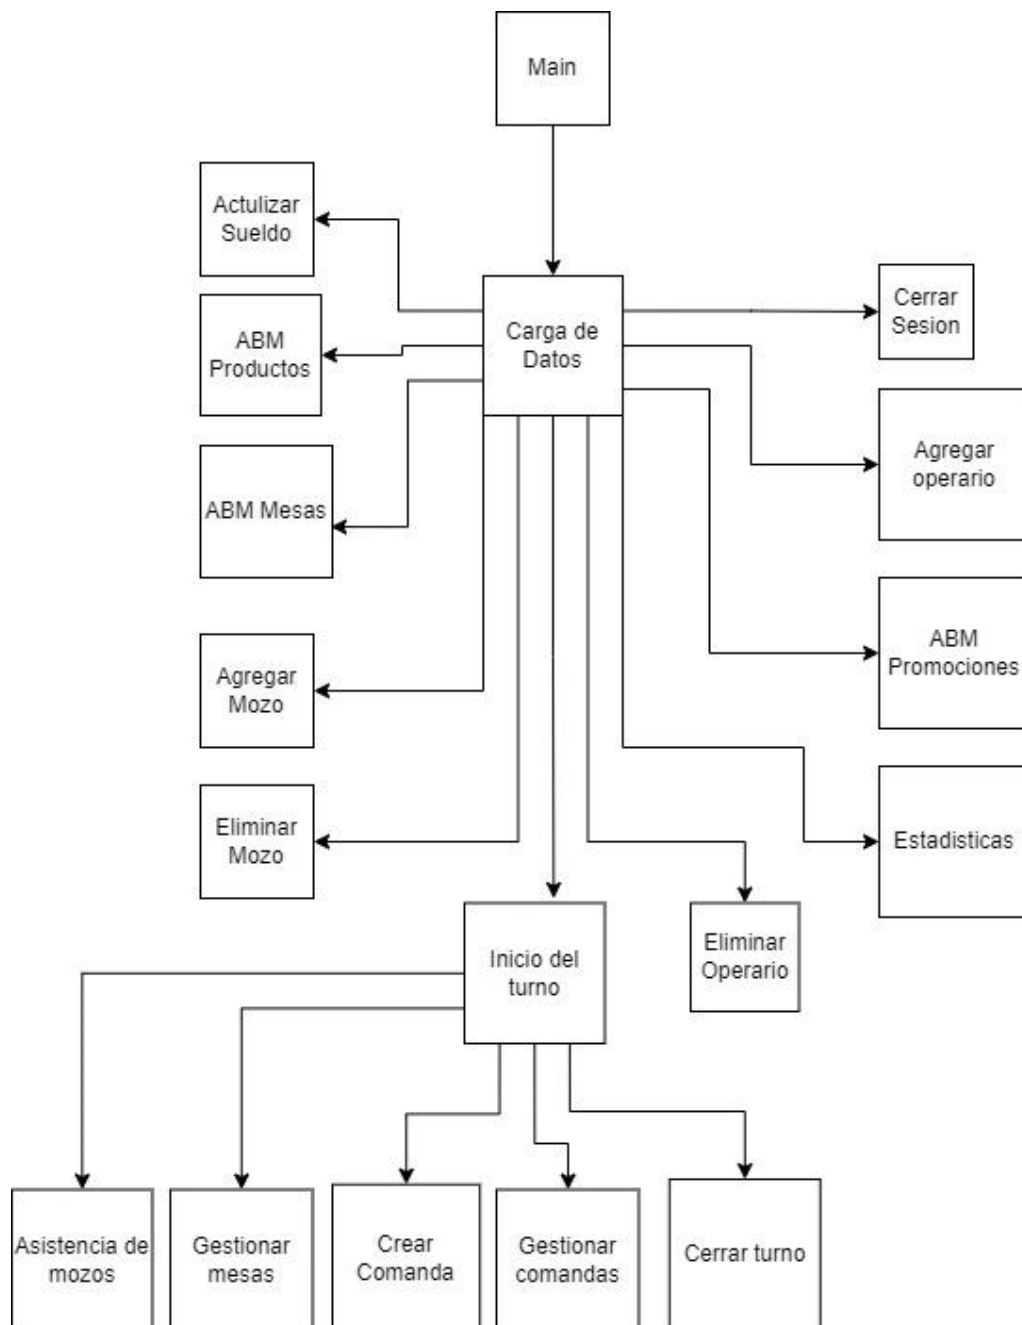 Main
Actulizar
Sueldo
Carga de
Datos
Cerrar
Sesion
ABM
Productos
Agregar
operario
ABM Mesas
ABM
Promociones
Agregar
Mozo
Eliminar
Mozo
Estadisticas
Inicio del
turno
Eliminar
Operario
Asistencia de
mozos
Gestionar
mesas
Crear
Comanda
Gestionar
comandas
Cerrar turno